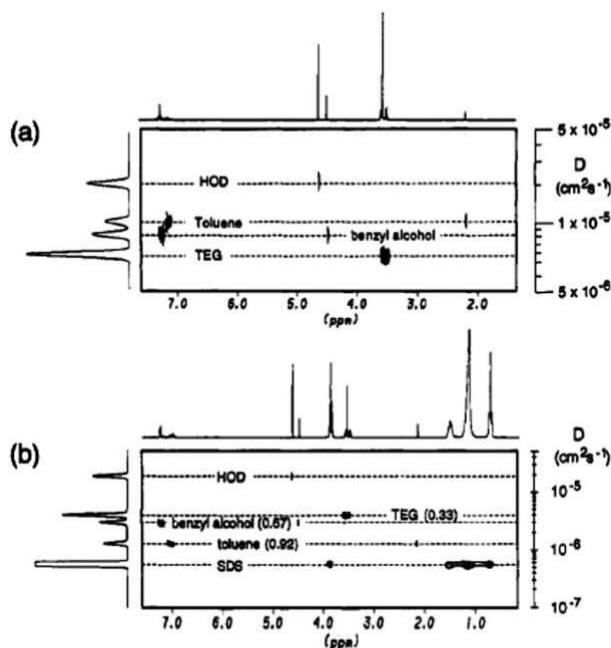 (a)
5 x 10⁻⁵
D
(cm²s⁻¹)
HOD
Toluene
1 x 10⁻⁵
benzyl alcohol
TEG
5 x 10⁻⁶
7.0 6.0 5.0 4.0 3.0 2.0
(ppm)
(b)
D
(cm²s⁻¹)
HOD
10⁻⁵
TEG (0.33)
benzyl alcohol (0.67)
toluene (0.92)
10⁻⁶
SDS
10⁻⁷
7.0 6.0 5.0 4.0 3.0 2.0 1.0
(ppm)